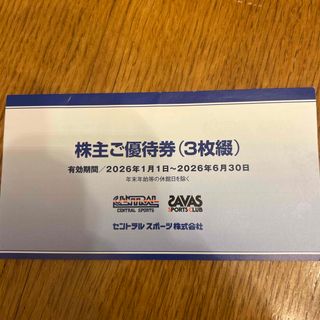 株主ご優待券(3枚綴)
有効期間/2026年1月1日~2026年6月30日
年末年始等の休館日を除く
CENTRAL
CENTRAL SPORTS
SAVAS
SPORTS CLUB
セントラルスポーツ株式会社